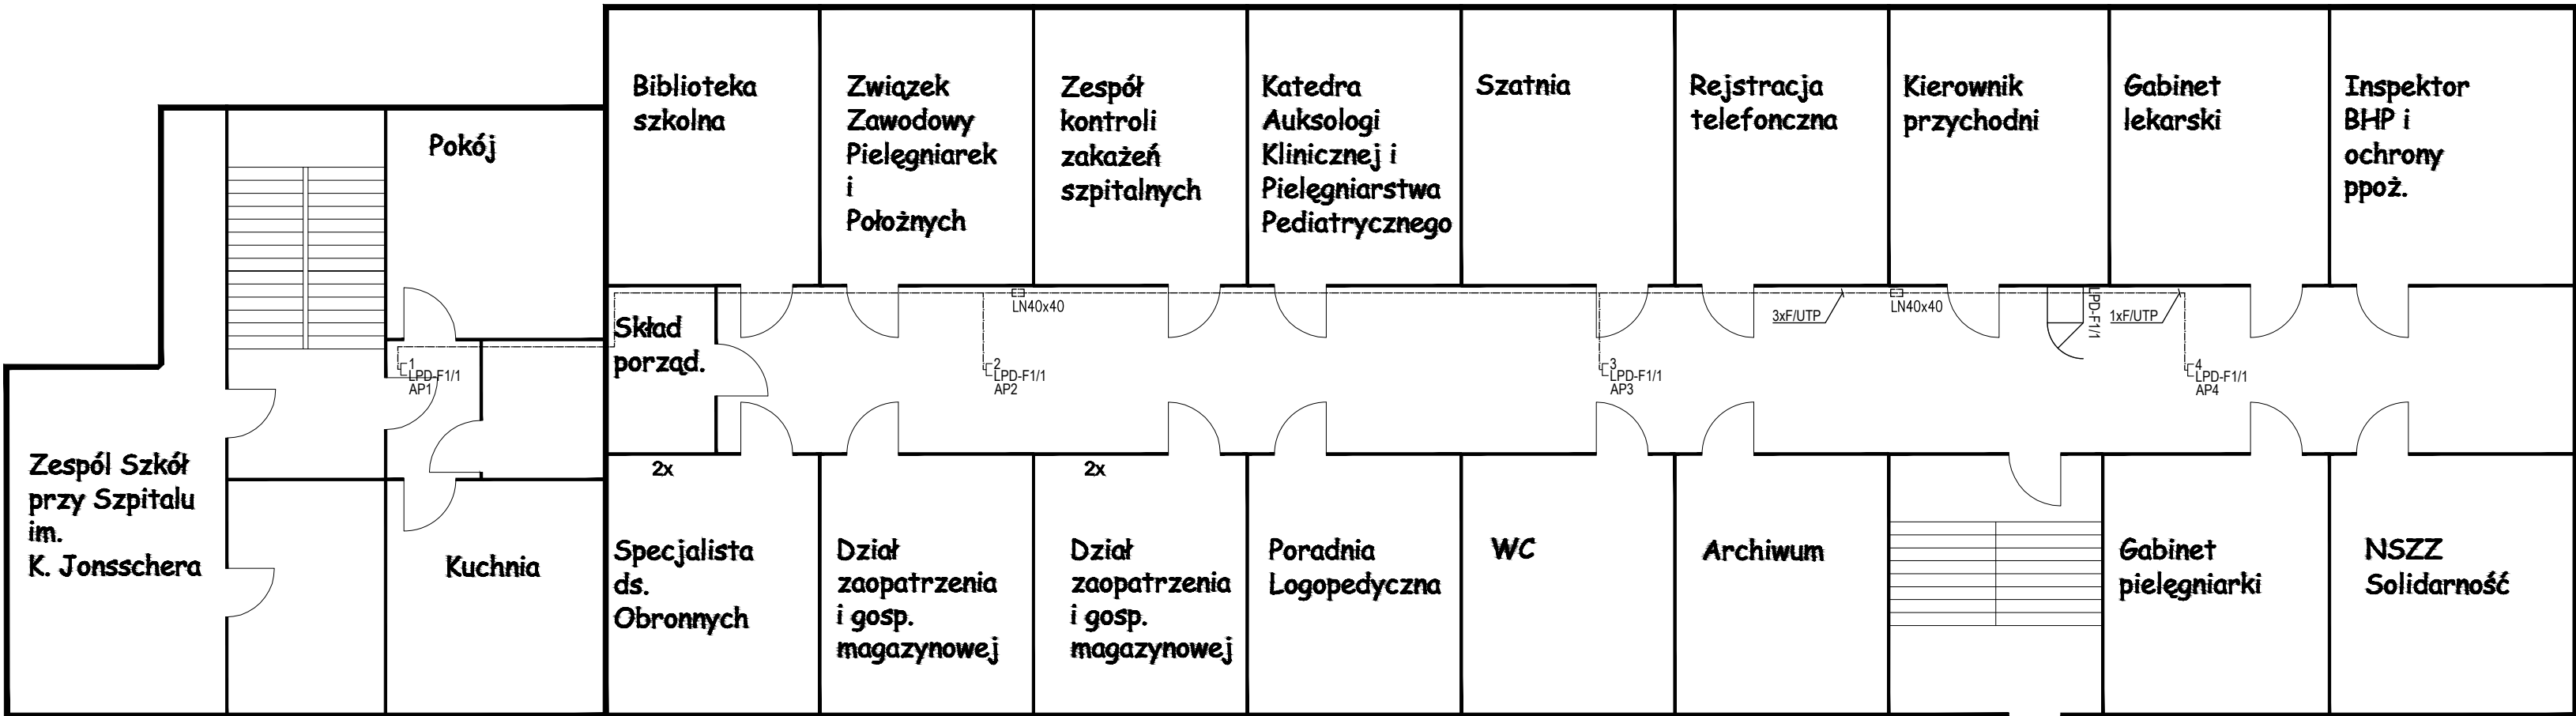 Biblioteka
szkolna
Związek
Zawodowy
Pielęgniarek
i
Położnych
Zespół
kontroli
zakażeń
szpitalnych
Katedra
Auksologi
Klinicznej i
Pielęgniarstwa
Pediatrycznego
Szatnia
Rejstracja
telefonczna
Kierownik
przychodni
Gabinet
lekarski
Inspektor
BHP i
ochrony
ppoż.
Pokój
Skład
porząd.
LN40x40
3xF/UTP
LN40x40
LPD-F1/1
1xF/UTP
1
LPD-F1/1
AP1
2
LPD-F1/1
AP2
3
LPD-F1/1
AP3
4
LPD-F1/1
AP4
Zespól Szkół
przy Szpitalu
im.
K. Jonsschera
Kuchnia
2x
Specjalista
ds.
Obronnych
Dział
zaopatrzenia
i gosp.
magazynowej
2x
Dział
zaopatrzenia
i gosp.
magazynowej
Poradnia
Logopedyczna
WC
Archiwum
Gabinet
pielęgniarki
NSZZ
Solidarność